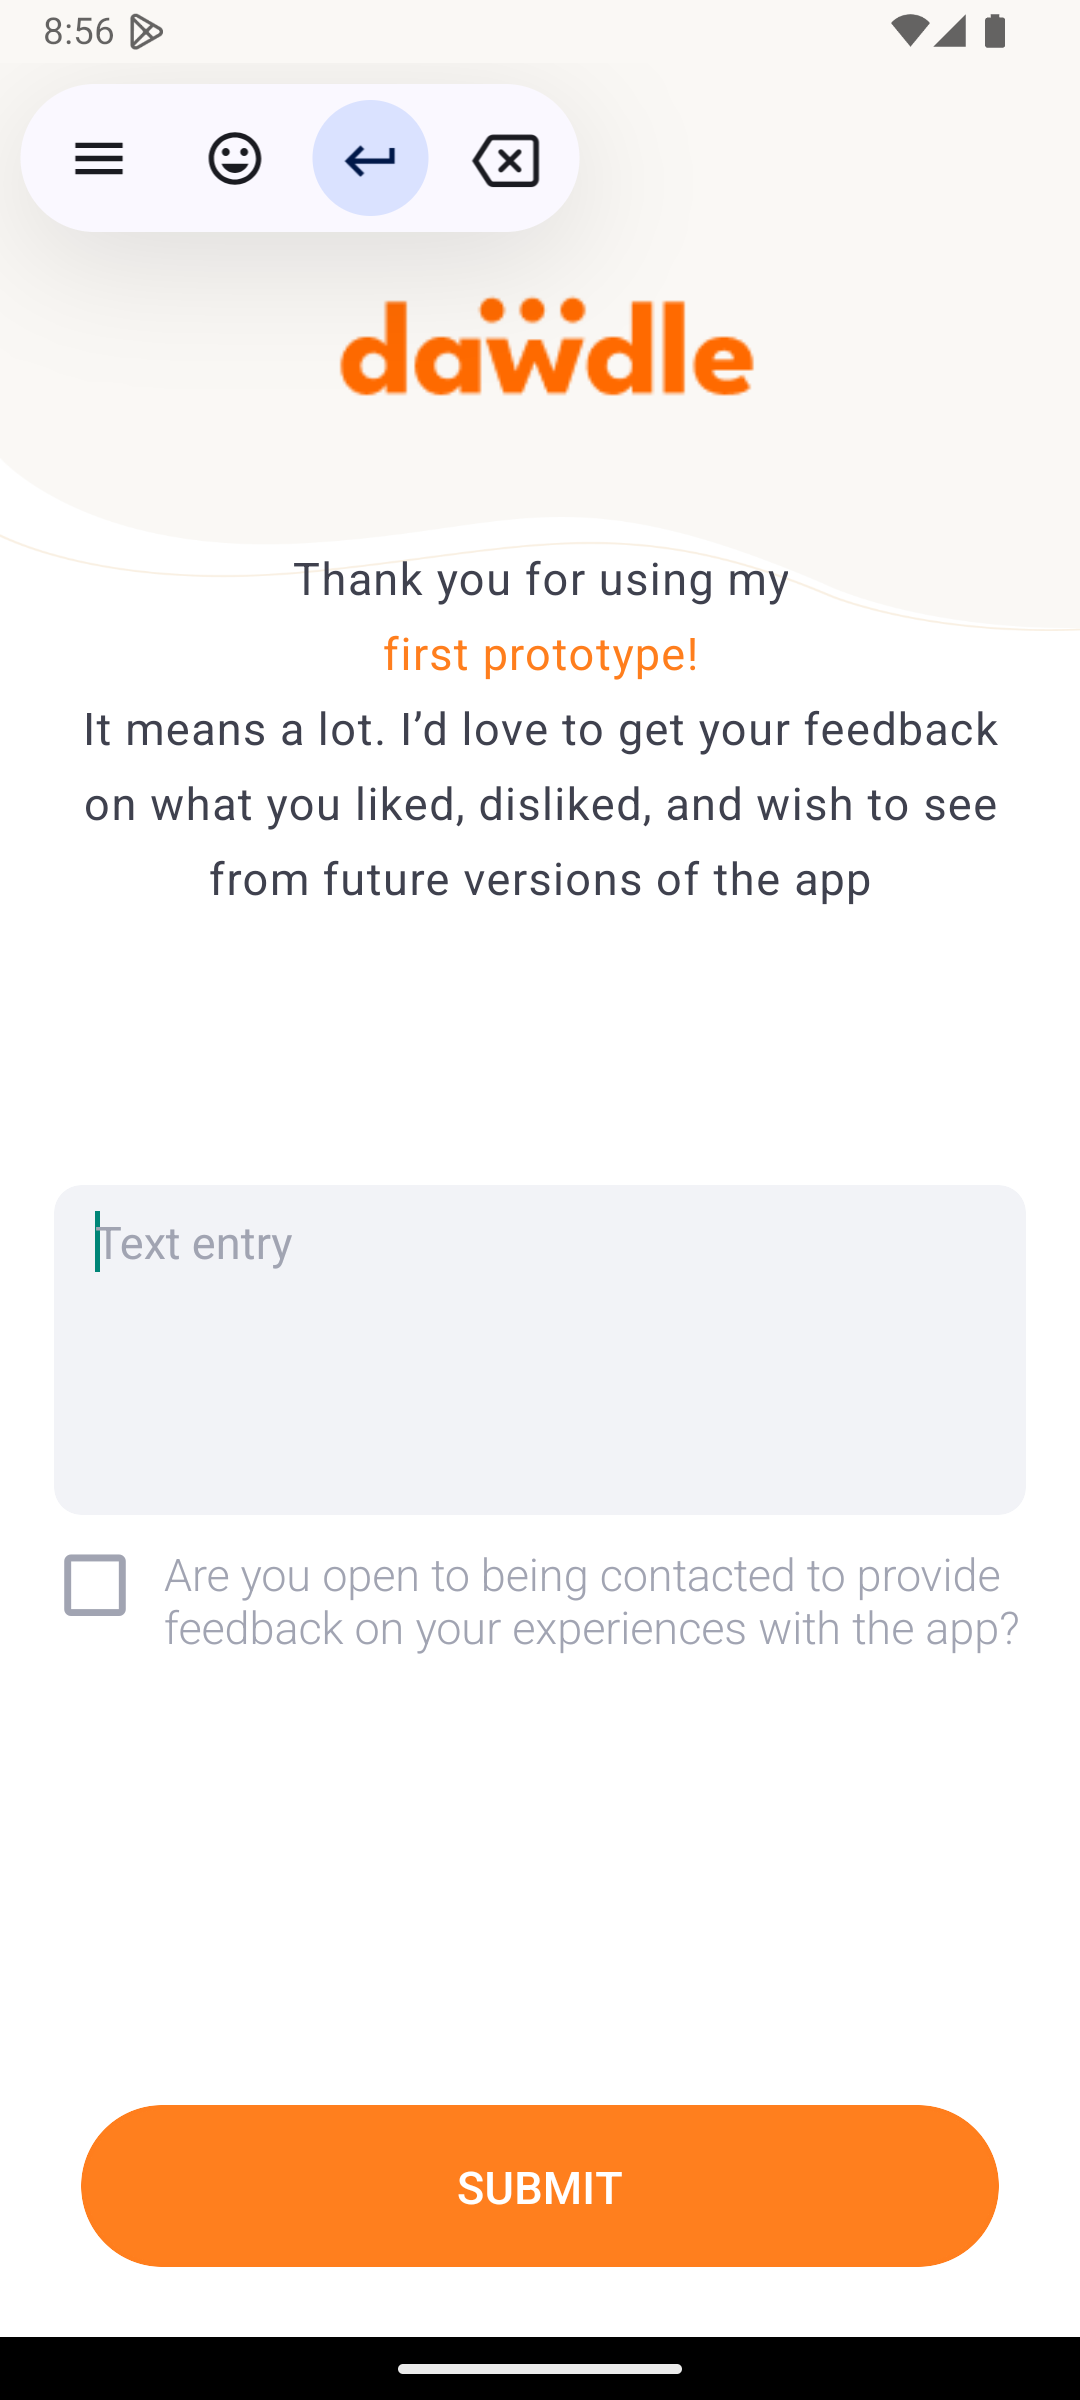 8:56
dawdle
Thank you for using my
first prototype!
It means a lot. I’d love to get your feedback
on what you liked, disliked, and wish to see
from future versions of the app
Text entry
Are you open to being contacted to provide
feedback on your experiences with the app?
SUBMIT